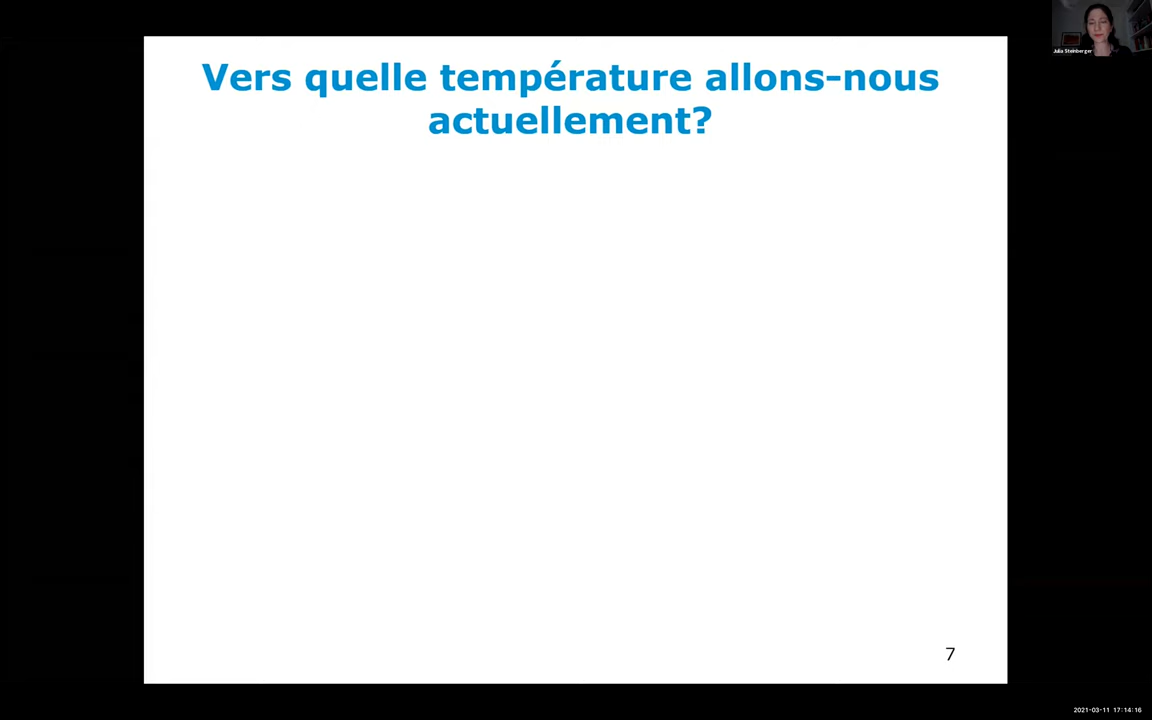 Julia Steinberger
Vers quelle température allons-nous
actuellement?
7
2021-03-11 17:14:16